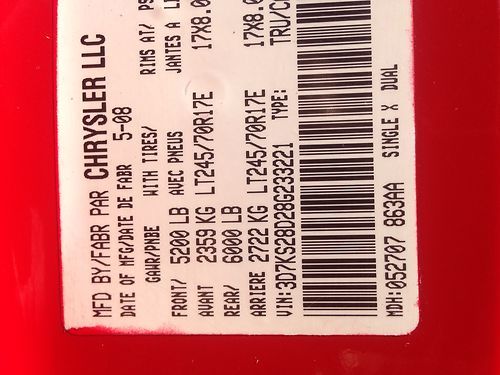 MFD BY/FABR PAR CHRYSLER LLC
DATE OF MFG/DATE DE FABR 5-08
GAWR/PNBE WITH TIRES/ RIMS AT/
FRONT/ 5200 LB AVEC PNEUS JANTES A
AVANT 2359 KG LT245/70R17E 17X8.0
REAR/ 6000 LB
ARRIERE 2722 KG LT245/70R17E 17X8.0
VIN:3D7KS28D28G233221 TYPE: TRU/C
MDH:052707 863AA SINGLE X DUAL